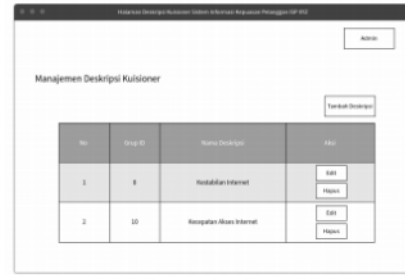 Halaman Deskripsi Kuisioner Sistem Informasi Kepuasan Pelanggan ISP XYZ
Admin
Manajemen Deskripsi Kuisioner
Tambah Deskripsi
No Grup ID Nama Deskripsi Aksi
1 9 Kestabilan Internet Edit
Hapus
2 10 Kecepatan Akses Internet Edit
Hapus